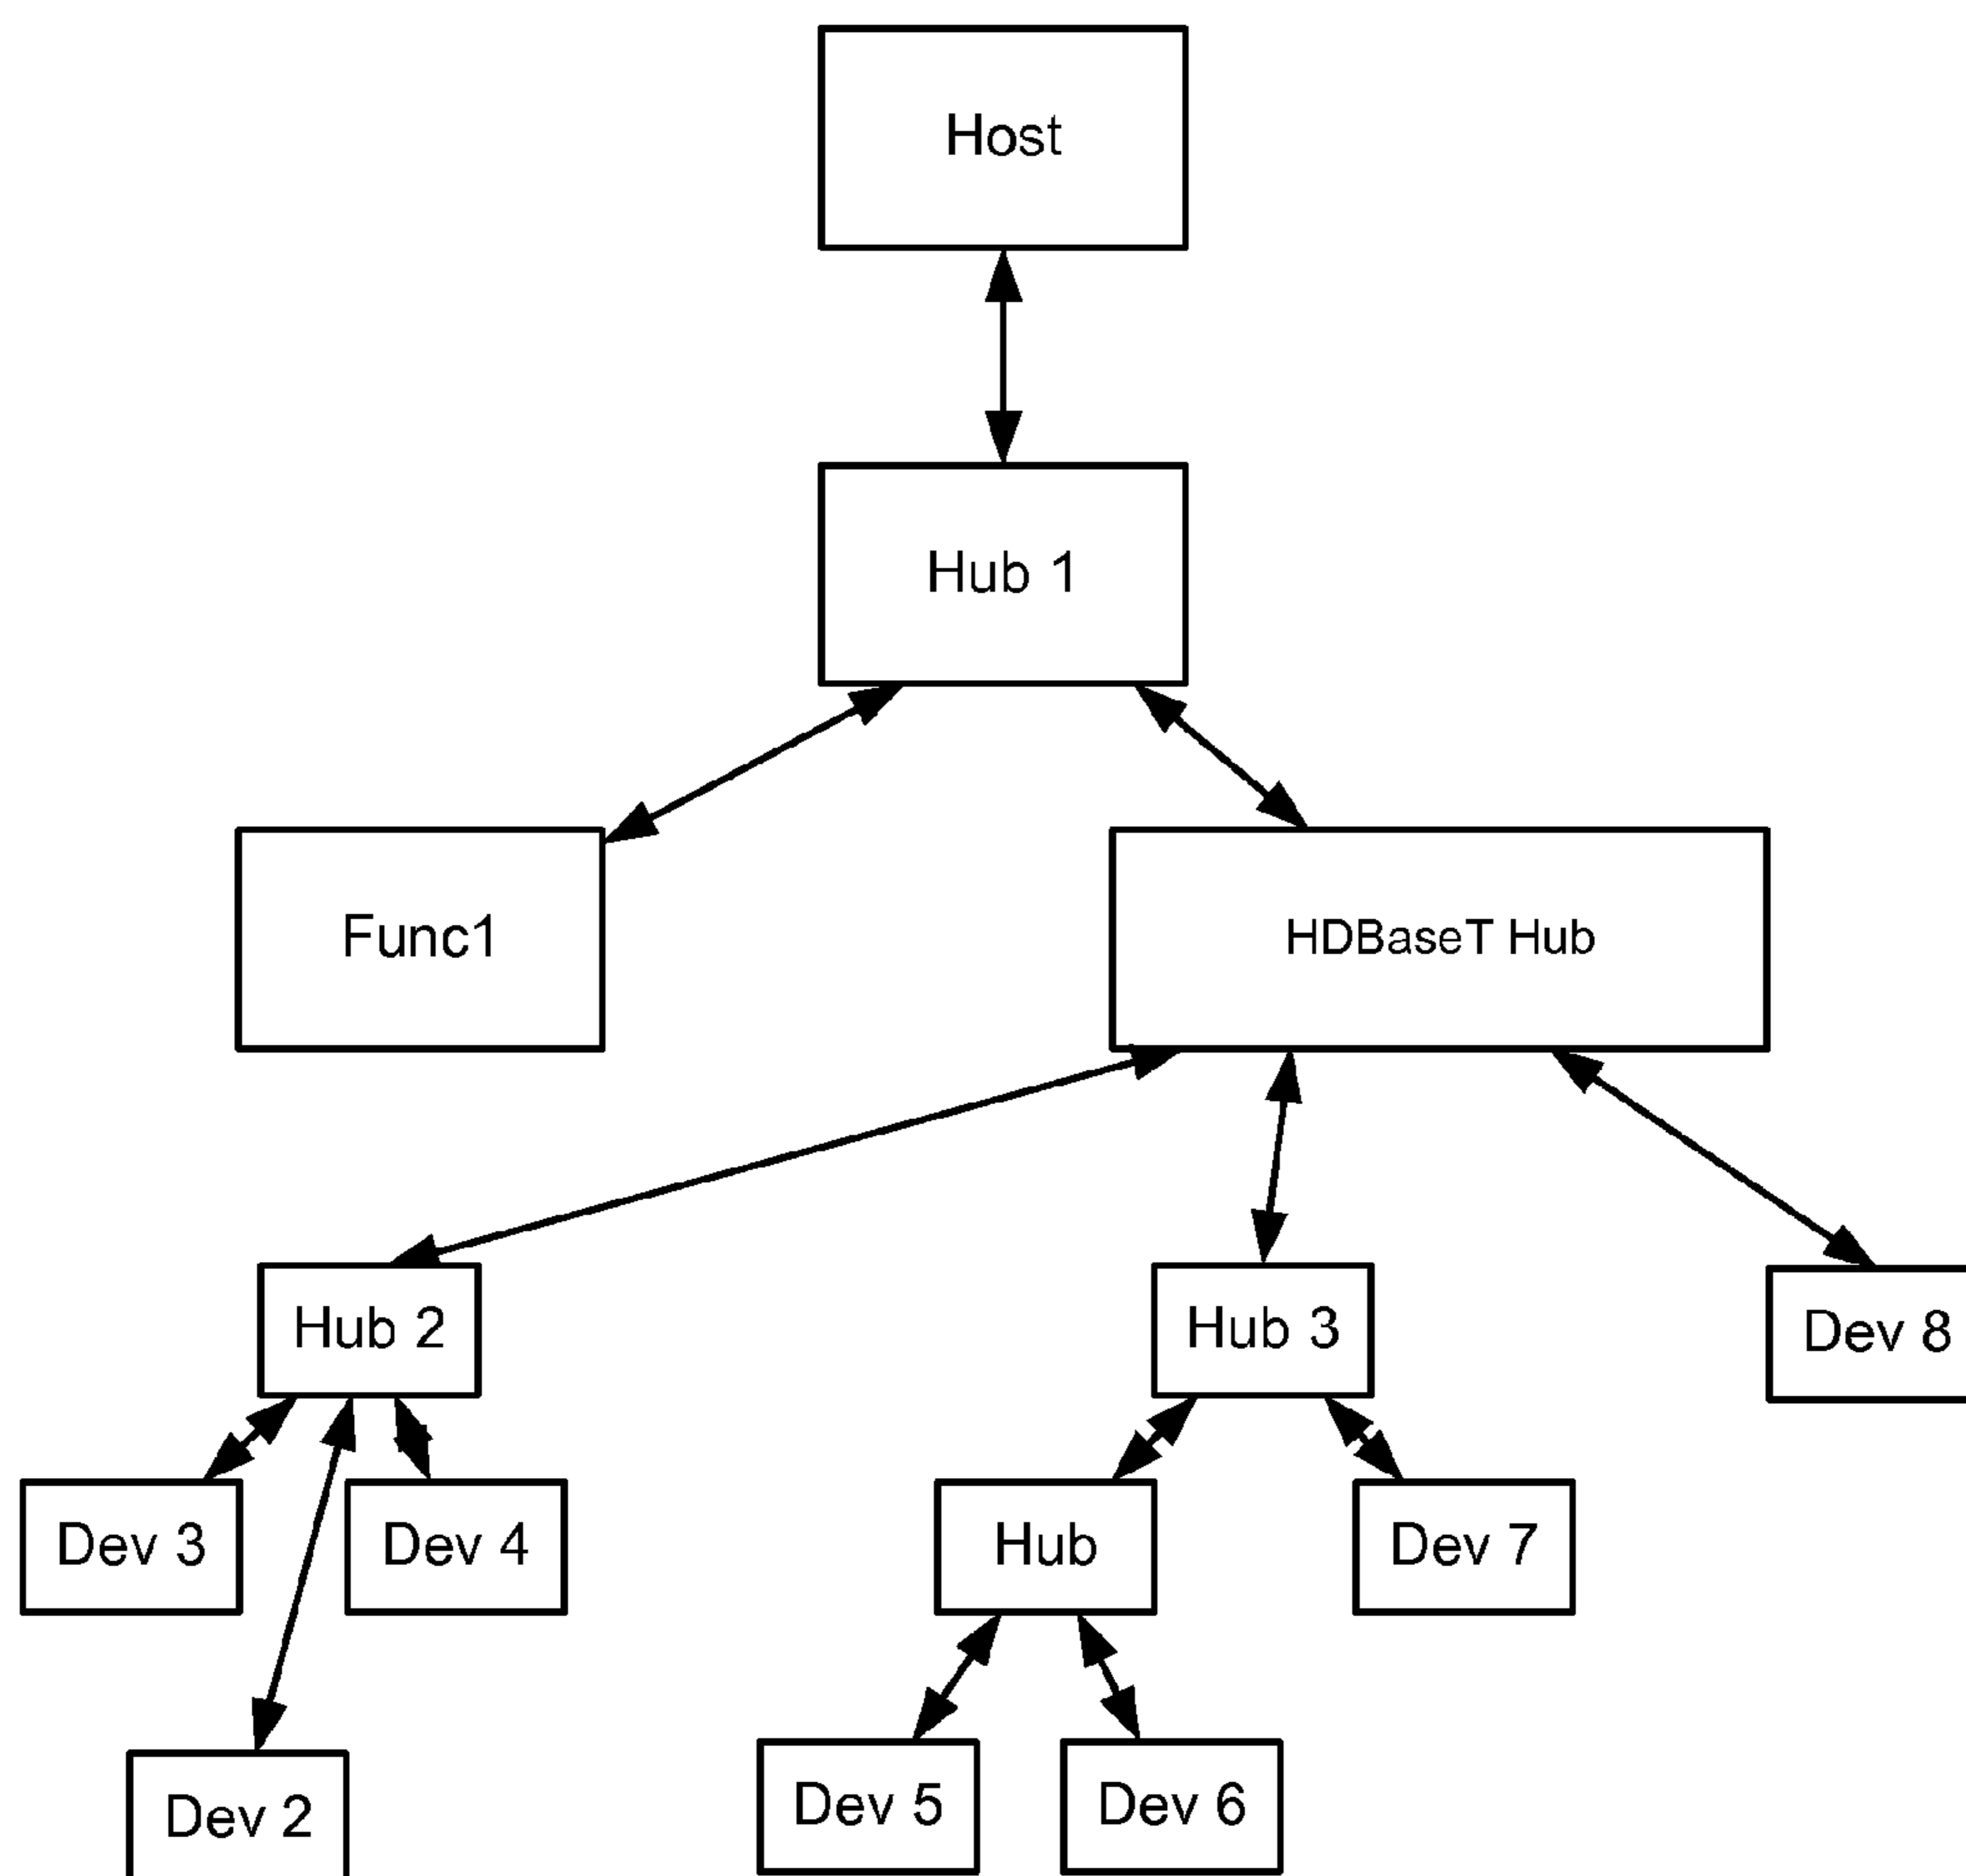 Host
Hub 1
Func1
HDBaseT Hub
Hub 2
Hub 3
Dev 8
Dev 3
Dev 4
Hub
Dev 7
Dev 2
Dev 5
Dev 6